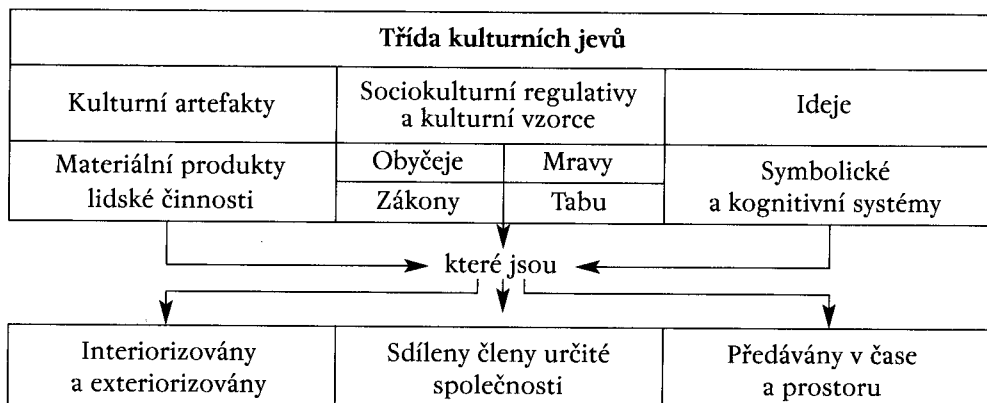 Třída kulturních jevů
Kulturní artefakty
Sociokulturní regulativy
a kulturní vzorce
Ideje
Materiální produkty
lidské činnosti
Obyčeje
Mravy
Zákony
Tabu
Symbolické
a kognitivní systémy
které jsou
Interiorizovány
a exteriorizovány
Sdíleny členy určité
společnosti
Předávány v čase
a prostoru